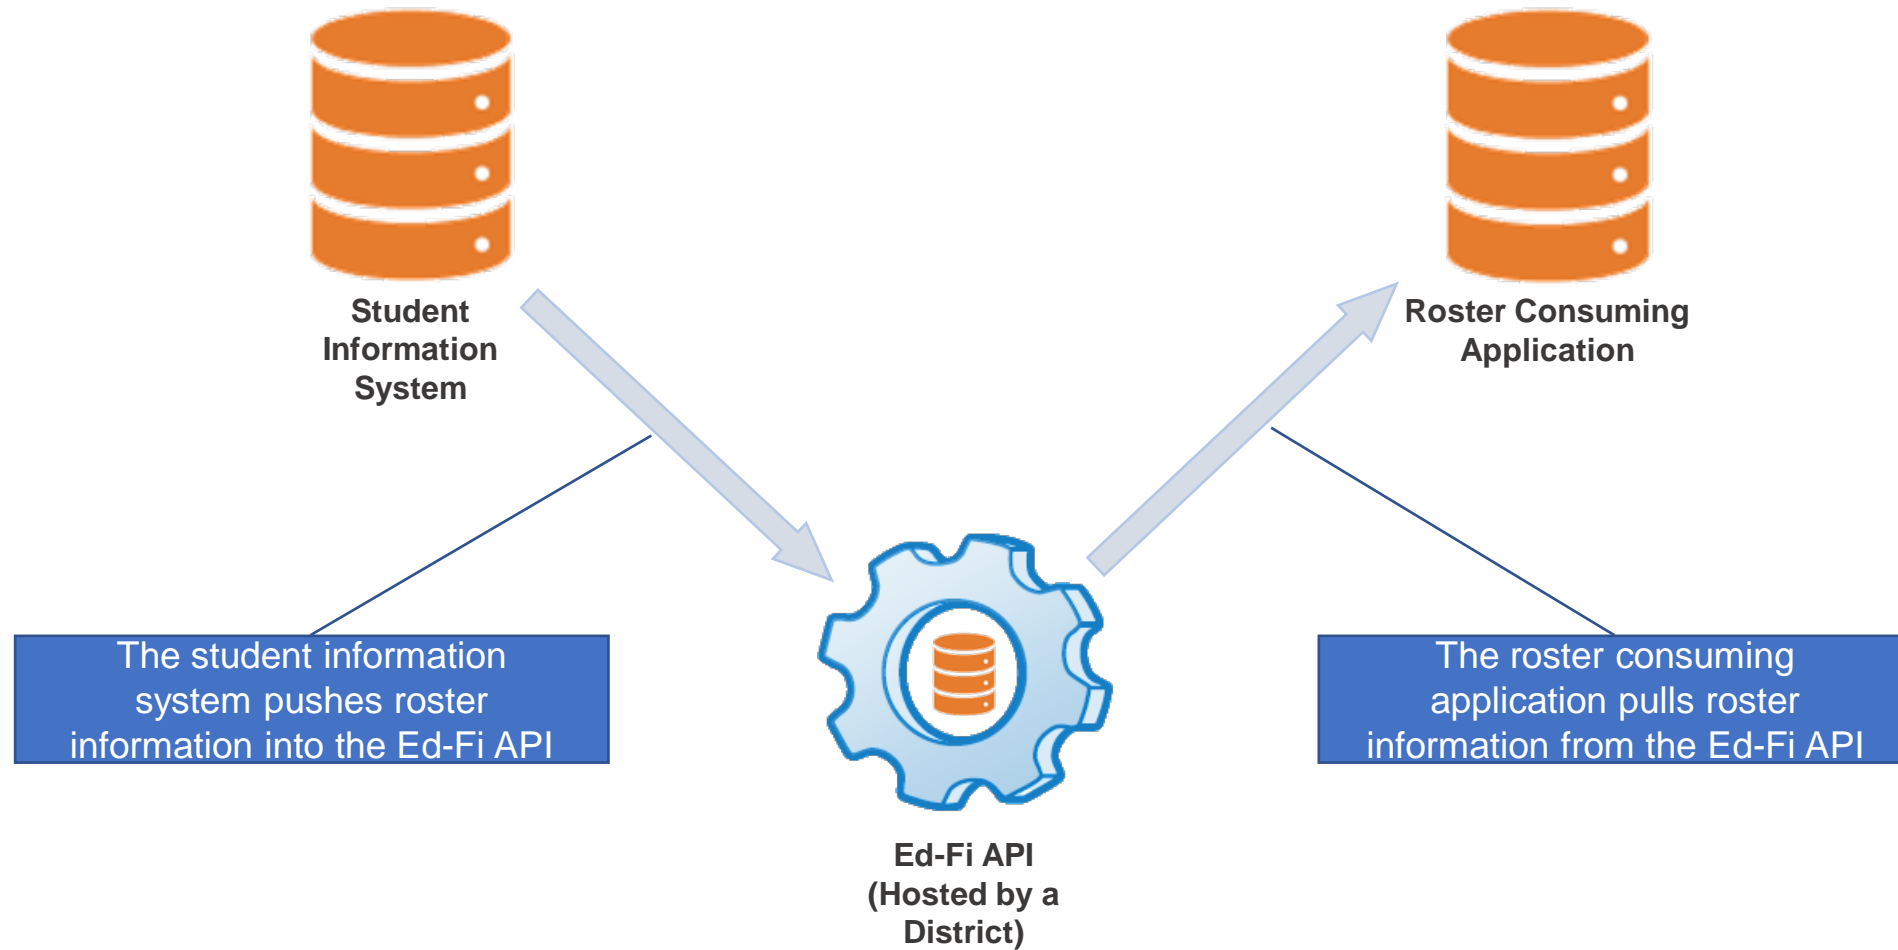 Student
Information
System
Roster Consuming
Application
The student information
system pushes roster
information into the Ed-Fi API
The roster consuming
application pulls roster
information from the Ed-Fi API
Ed-Fi API
(Hosted by a
District)